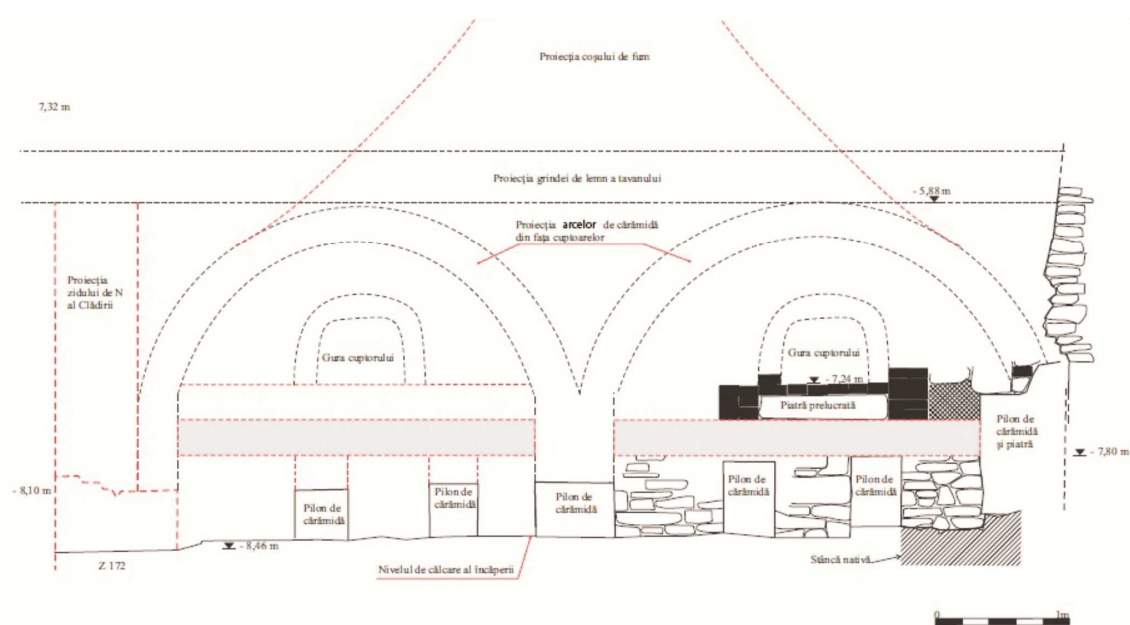 Proiecția coșului de fum
7,32 m
Proiecția grindei de lemn a tavanului
- 5,88 m
Proiecția arcelor de cărămidă
din fața cuptoarelor
Proiecția
zidului de N
al Clădirii
Gura cuptorului
Gura cuptorului
- 7,24 m
Piatră prelucrată
Pilon de
cărămidă
și piatră
- 7,80 m
- 8,10 m
Pilon de
cărămidă
Pilon de
cărămidă
Pilon de
cărămidă
Pilon de
cărămidă
Pilon de
cărămidă
- 8,46 m
Z 172
Nivelul de călcare al încăperii
Stâncă nativă
0 1m